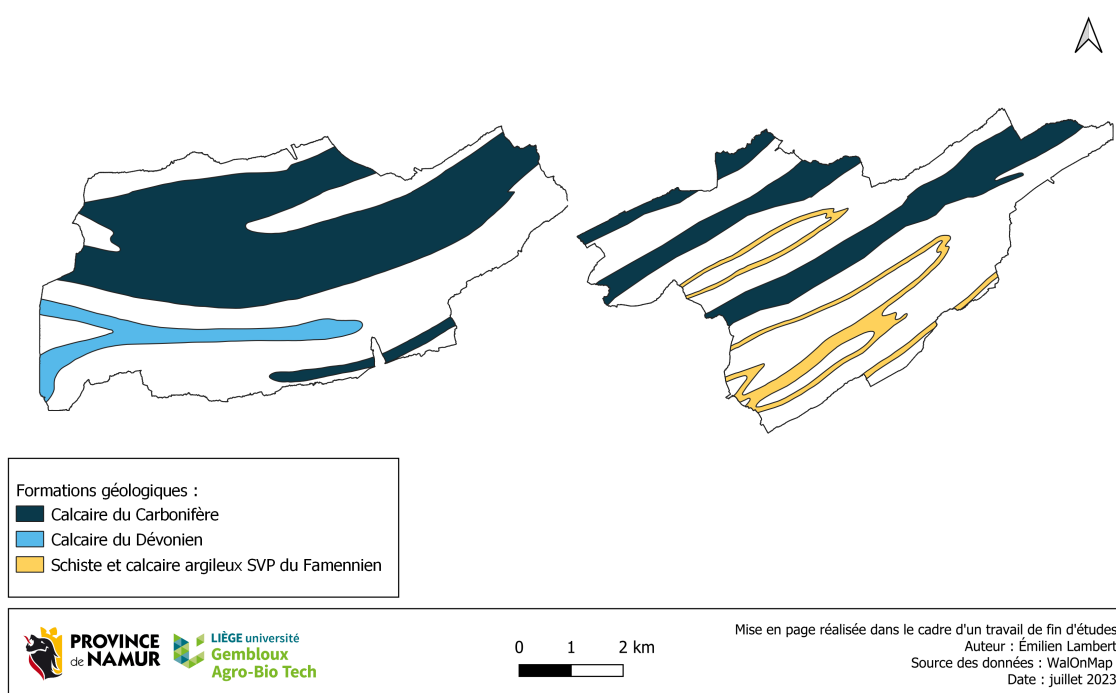 Formations géologiques :
Calcaire du Carbonifère
Calcaire du Dévonien
Schiste et calcaire argileux SVP du Famennien
PROVINCE
de NAMUR
LIÈGE université
Gembloux
Agro-Bio Tech
0 1 2 km
Mise en page réalisée dans le cadre d'un travail de fin d'études
Auteur : Émilien Lambert
Source des données : WalOnMap
Date : juillet 2023